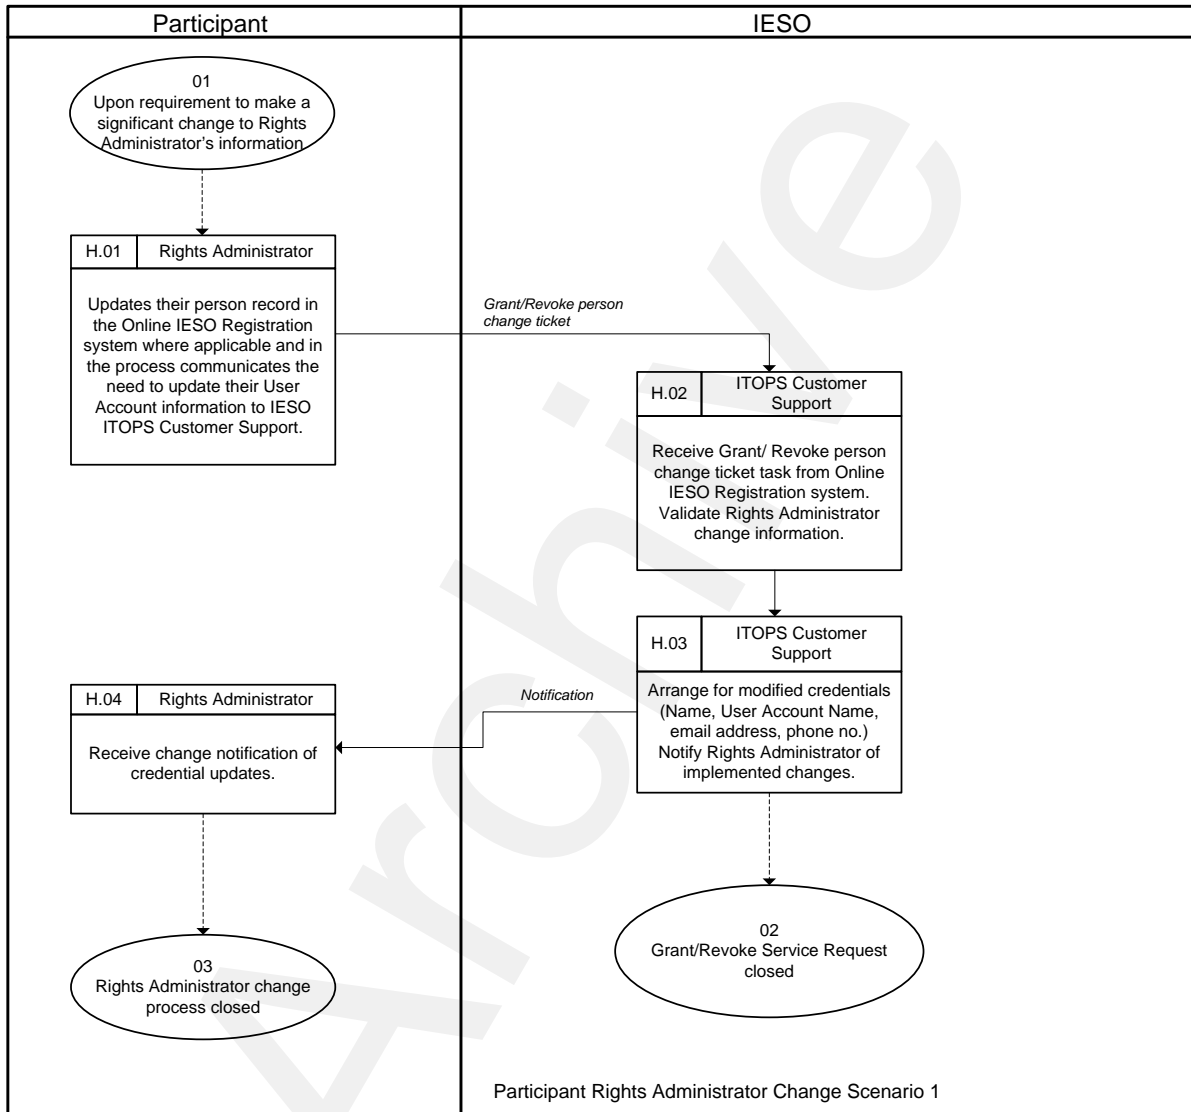 Participant
IESO
01
Upon requirement to make a
significant change to Rights
Administrator's information
H.01
Rights Administrator
Updates their person record in
the Online IESO Registration
system where applicable and in
the process communicates the
need to update their User
Account information to IESO
ITOPS Customer Support.
Grant/Revoke person
change ticket
H.02
ITOPS Customer
Support
Receive Grant/ Revoke person
change ticket task from Online
IESO Registration system.
Validate Rights Administrator
change information.
H.03
ITOPS Customer
Support
Arrange for modified credentials
(Name, User Account Name,
email address, phone no.)
Notify Rights Administrator of
implemented changes.
Notification
H.04
Rights Administrator
Receive change notification of
credential updates.
02
Grant/Revoke Service Request
closed
03
Rights Administrator change
process closed
Participant Rights Administrator Change Scenario 1
Archive